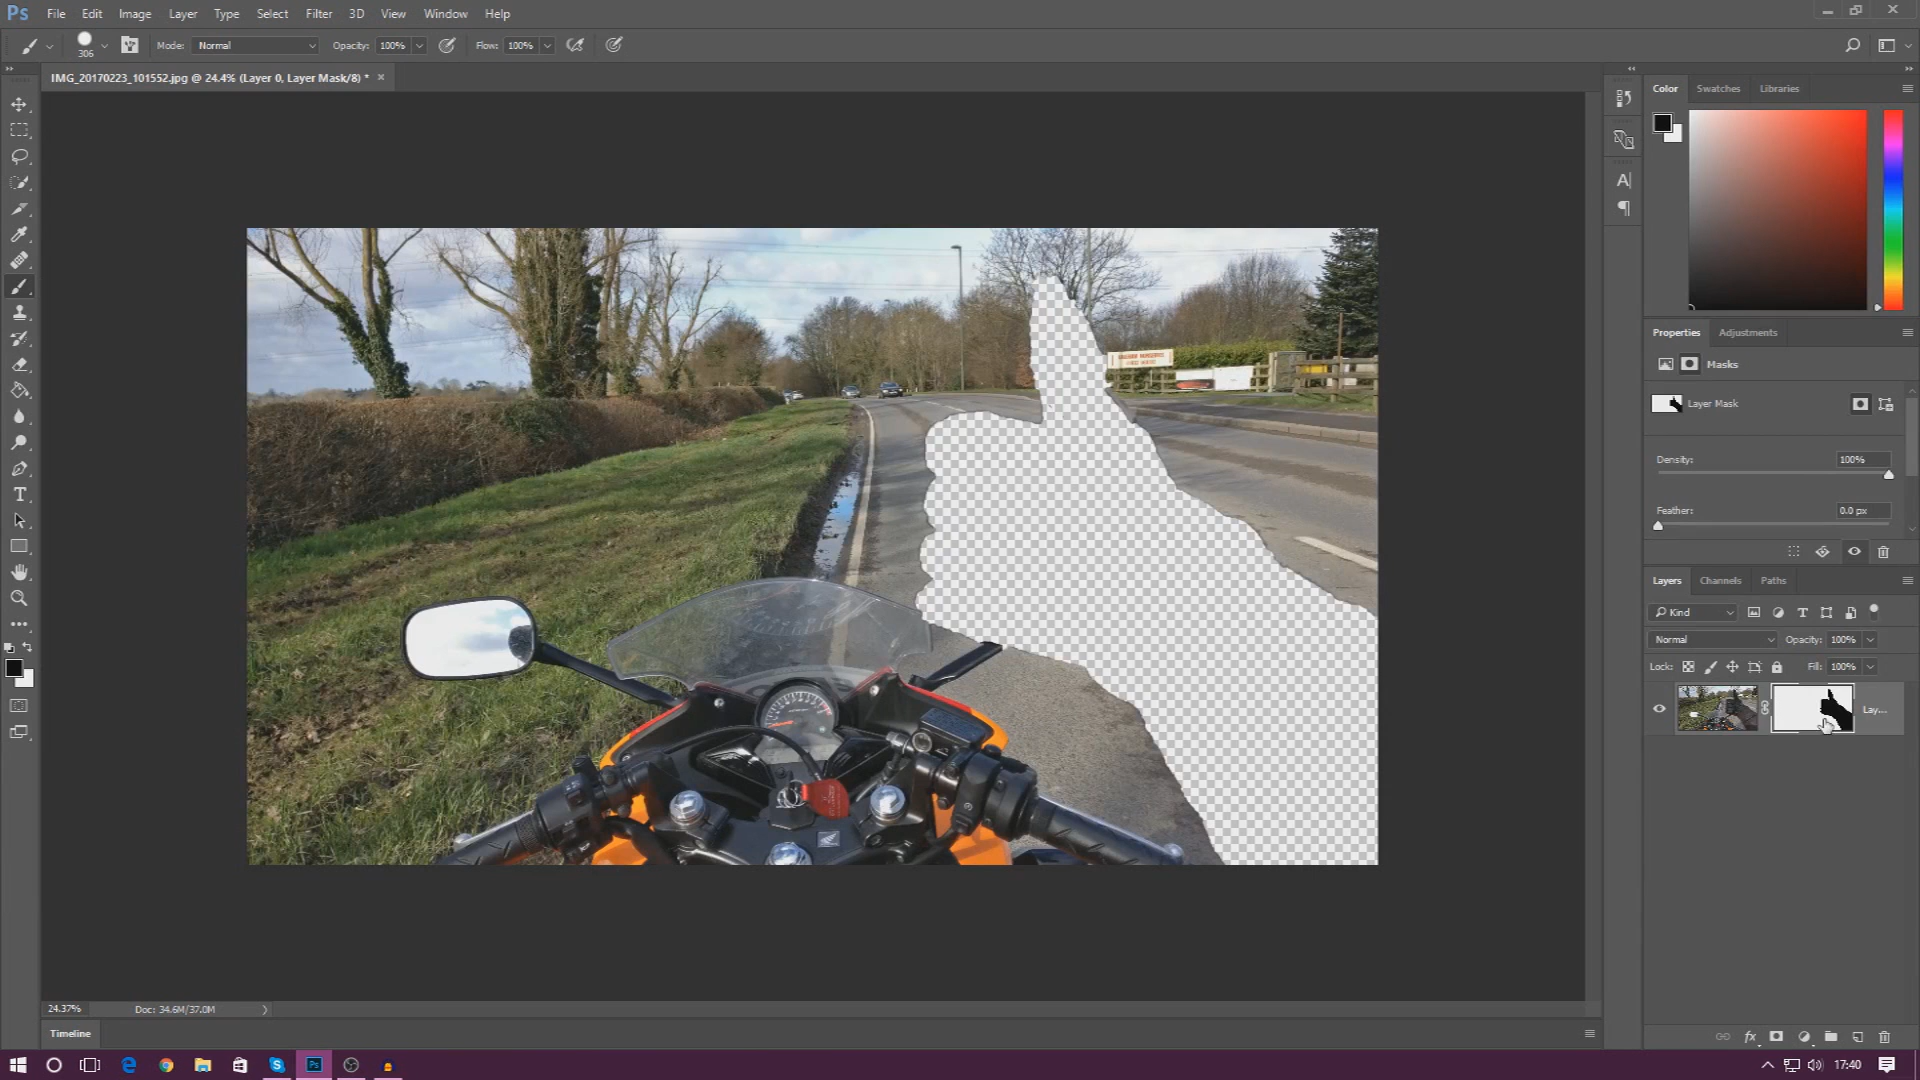 Ps File Edit Image Layer Type Select Filter 3D View Window Help
306 Mode: Normal Opacity: 100% Flow: 100%
IMG_20170223_101552.jpg @ 24.4% (Layer 0, Layer Mask/8) * ×
Color Swatches Libraries
Properties Adjustments
Masks
Layer Mask
Density: 100%
Feather: 0.0 px
Layers Channels Paths
Kind
Normal Opacity: 100%
Lock: Fill: 100%
Lay...
24.37% Doc: 34.6M/37.0M
Timeline
17:40